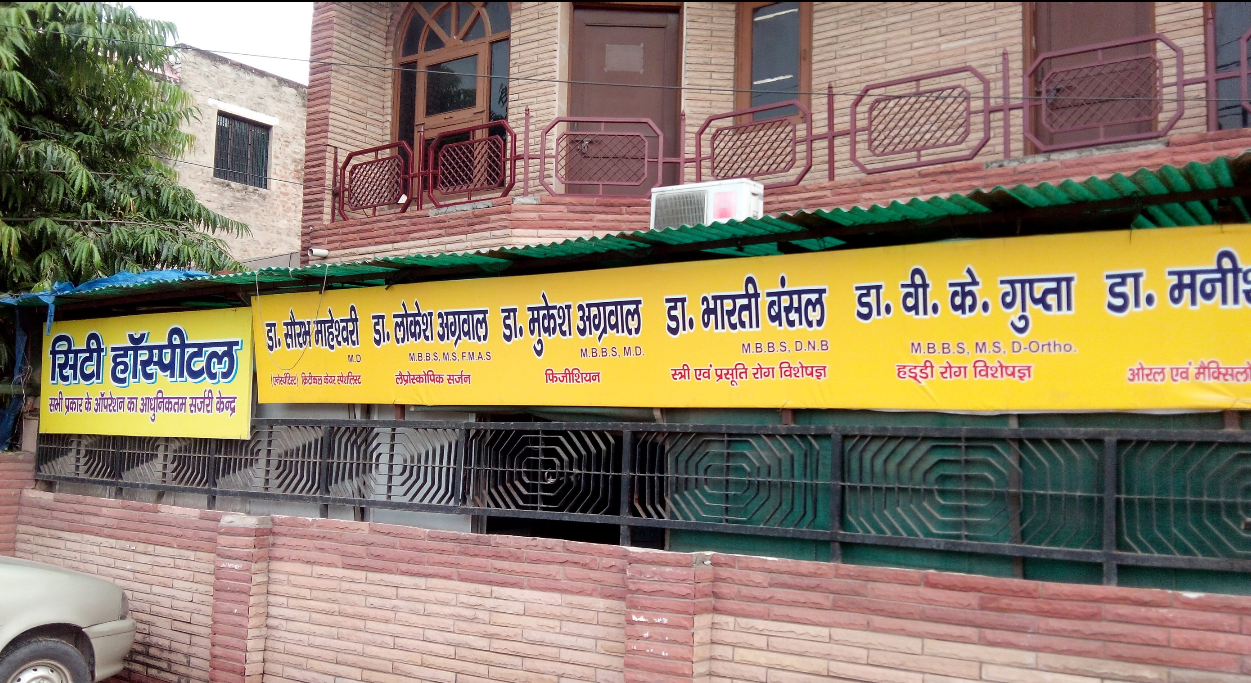 सिटी हॉस्पीटल
सभी प्रकार के ऑपरेशन का आधुनिकतम सर्जरी केन्द्र
डा. सौरभ माहेश्वरी
M.D
क्रिटीकल केयर स्पेशलिस्ट
डा. लोकेश अग्रवाल
M.B.B.S, M.S, F.M.A.S
लैप्रोस्कोपिक सर्जन
डा. मुकेश अग्रवाल
M.B.B.S, M.D.
फिजीशियन
डा. भारती बंसल
M.B.B.S, D.N.B
स्त्री एवं प्रसूति रोग विशेषज्ञ
डा. वी. के. गुप्ता
M.B.B.S, M.S, D-Ortho.
हड्डी रोग विशेषज्ञ
डा.
ओरल एवं